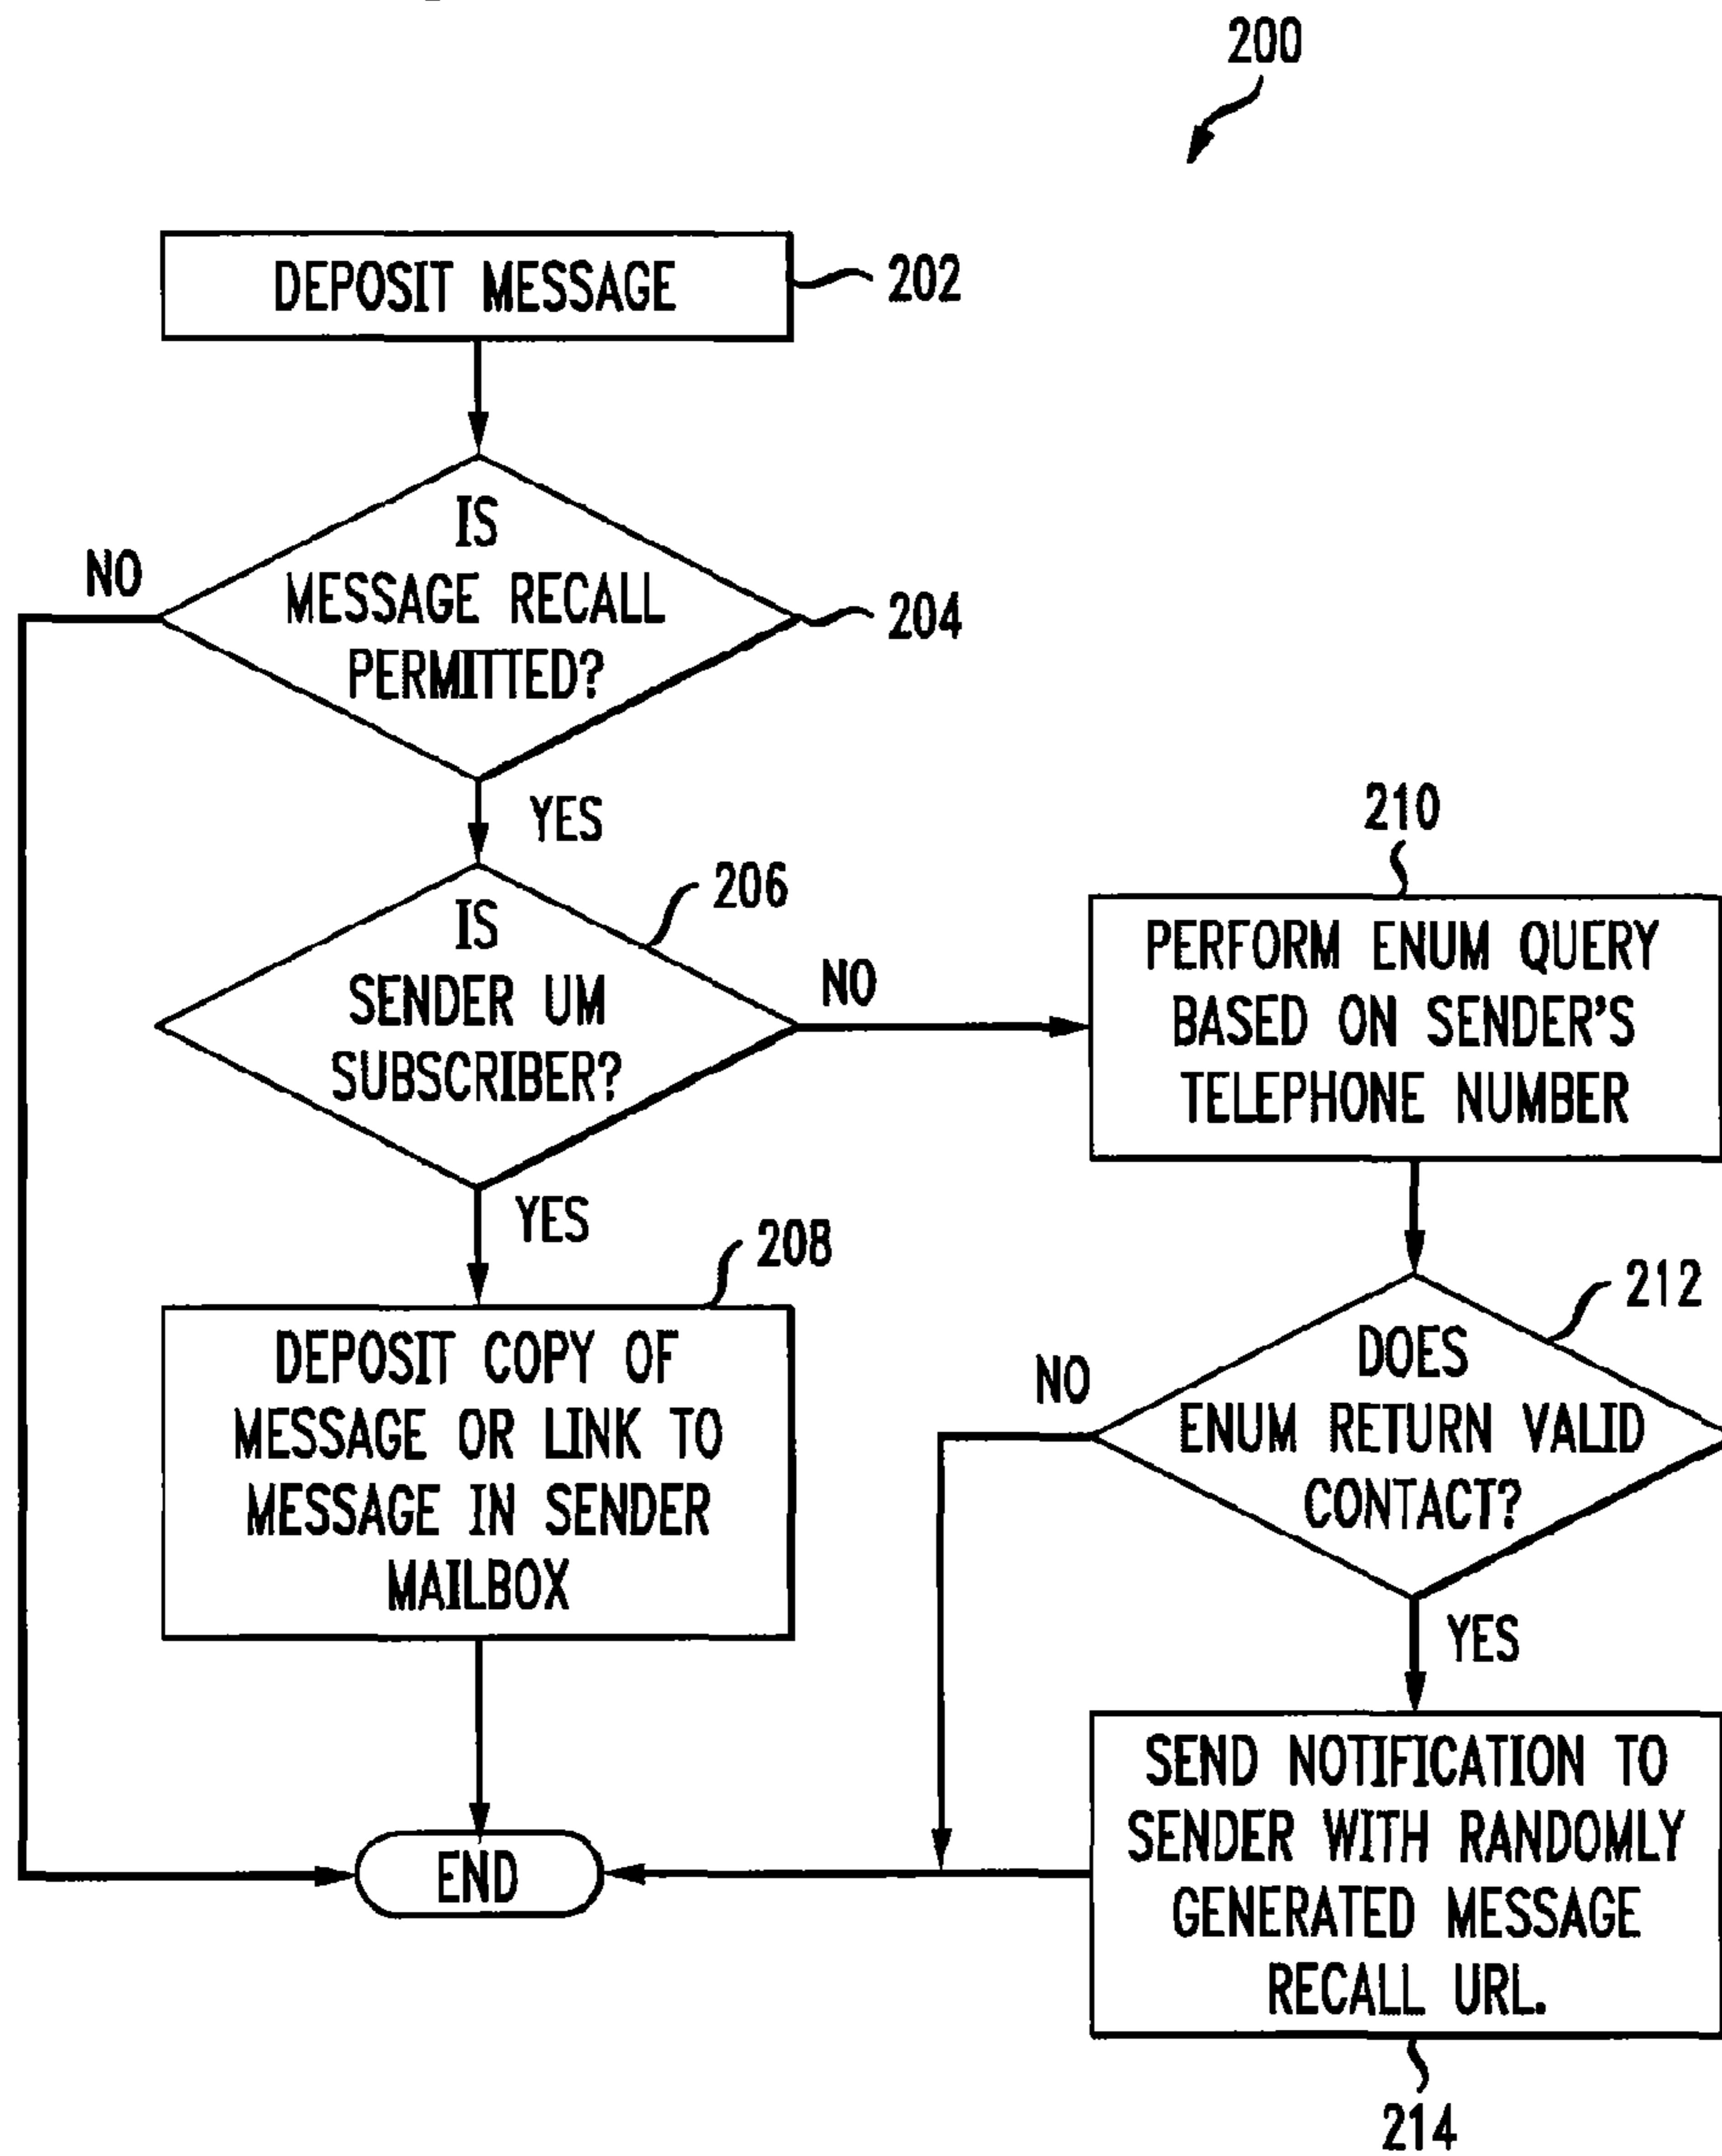 200
DEPOSIT MESSAGE
202
IS
MESSAGE RECALL
PERMITTED?
NO
204
YES
IS
SENDER UM
SUBSCRIBER?
206
NO
YES
210
PERFORM ENUM QUERY
BASED ON SENDER'S
TELEPHONE NUMBER
208
DEPOSIT COPY OF
MESSAGE OR LINK TO
MESSAGE IN SENDER
MAILBOX
212
DOES
ENUM RETURN VALID
CONTACT?
NO
YES
SEND NOTIFICATION TO
SENDER WITH RANDOMLY
GENERATED MESSAGE
RECALL URL.
214
END